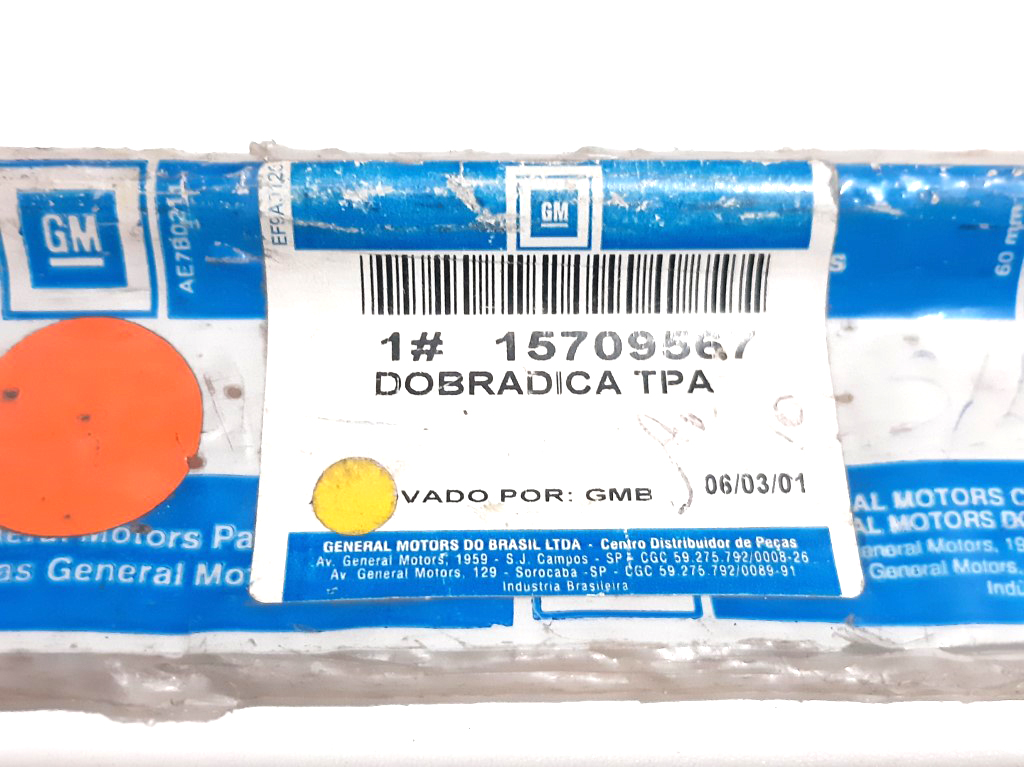 GM
AE7B0211
EF9A
GM
60 mm
1# 15709567
DOBRADICA TPA
VADO POR: GMB
06/03/01
GENERAL MOTORS DO BRASIL LTDA - Centro Distribuidor de Peças
Av. General Motors, 1959 - S.J. Campos - SP - CGC 59.275.792/0008-26
Av General Motors, 129 - Sorocaba -SP - CGC 59.275.792/0089-91
Industria Brasileira
neral Motors Pa
as General Mo
AL MOTORS C
AL MOTORS DO
General Motors, 19
General Motors,
Indú